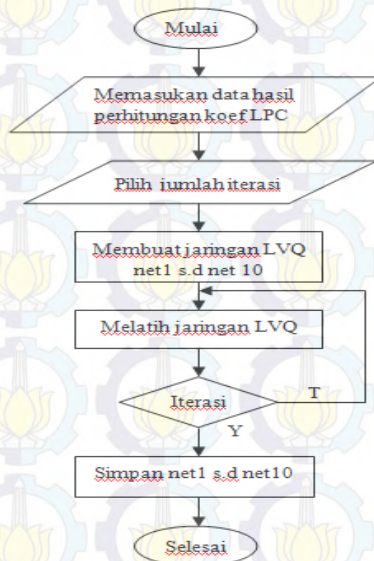 Mulai
Memasukan data hasil
perhitungan koef LPC
Pilih jumlah iterasi
Membuat jaringan LVQ
net1 s.d net 10
Melatih jaringan LVQ
Iterasi
T
Y
Simpan net1 s.d net10
Selesai